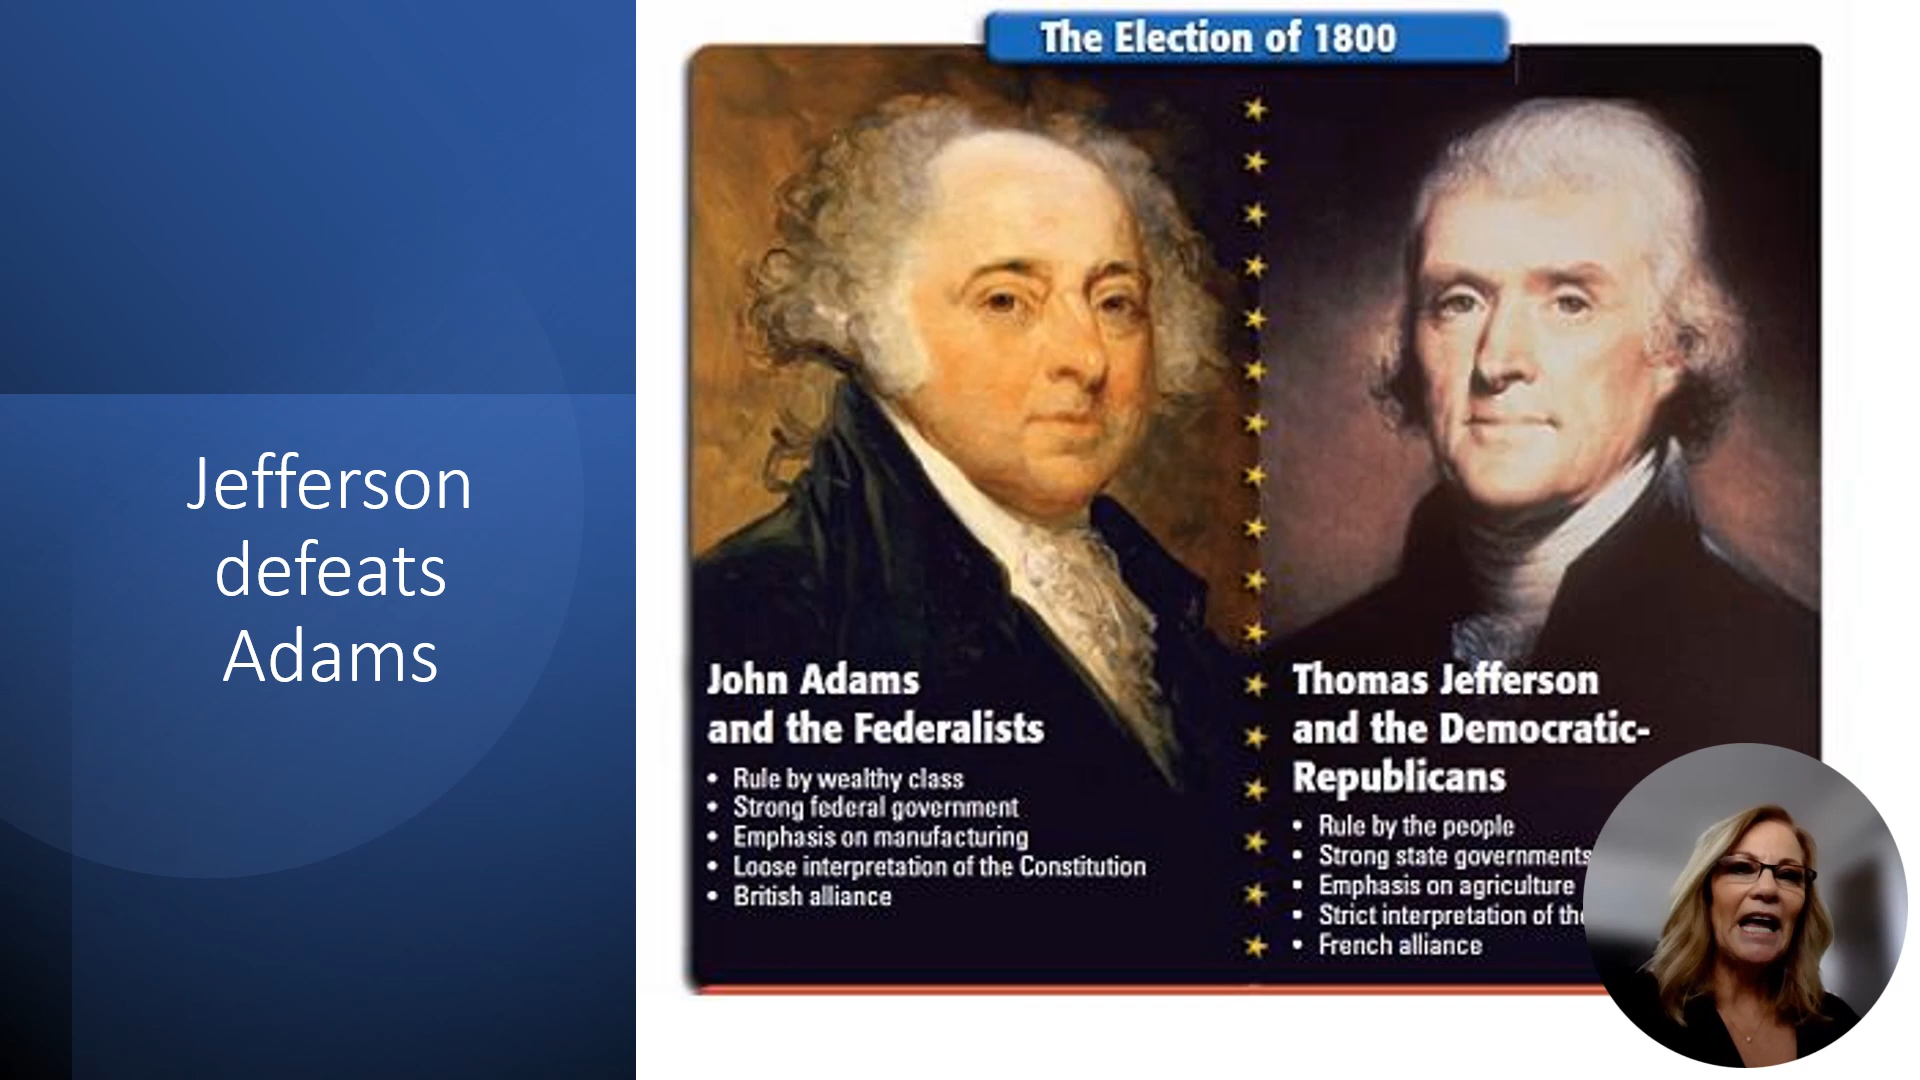 Jefferson
defeats
Adams
The Election of 1800
John Adams
and the Federalists
• Rule by wealthy class
• Strong federal government
• Emphasis on manufacturing
• Loose interpretation of the Constitution
• British alliance
Thomas Jefferson
and the Democratic-
Republicans
• Rule by the people
• Strong state governments
• Emphasis on agriculture
• Strict interpretation of the
• French alliance